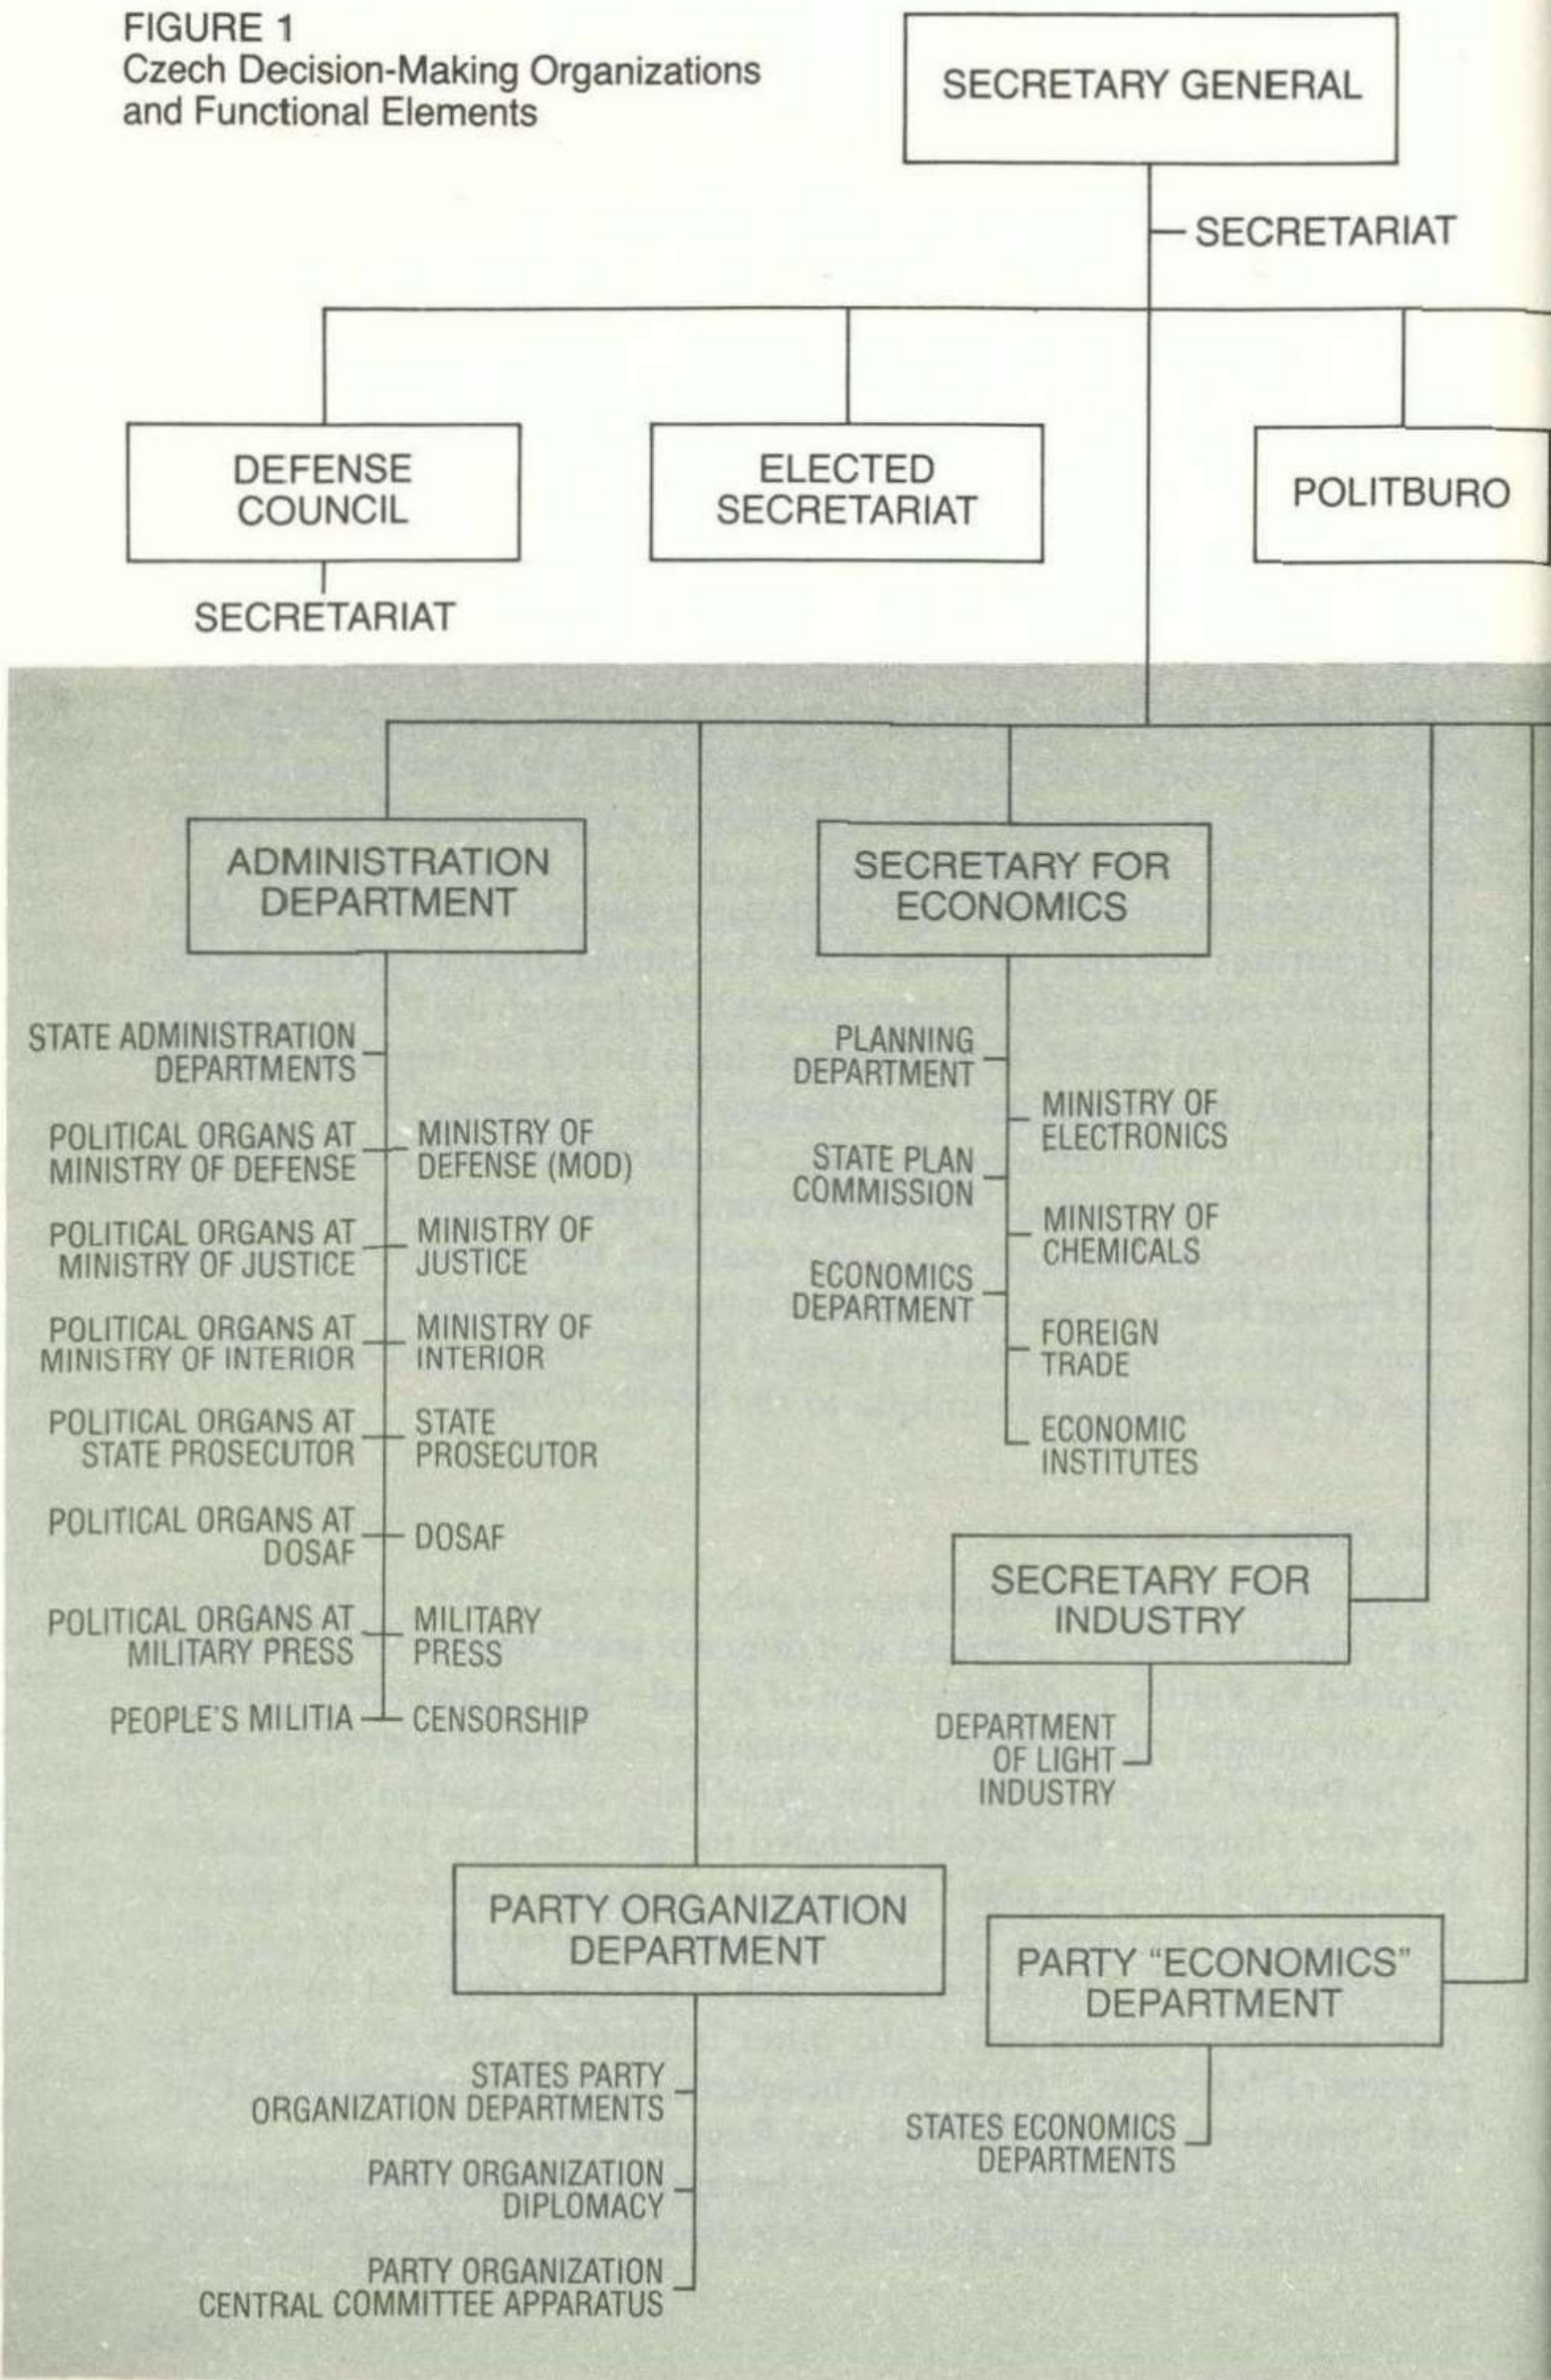 FIGURE 1
Czech Decision-Making Organizations
and Functional Elements
SECRETARY GENERAL
SECRETARIAT
DEFENSE
COUNCIL
SECRETARIAT
ELECTED
SECRETARIAT
POLITBURO
ADMINISTRATION
DEPARTMENT
STATE ADMINISTRATION
DEPARTMENTS
POLITICAL ORGANS AT
MINISTRY OF DEFENSE
MINISTRY OF
DEFENSE (MOD)
POLITICAL ORGANS AT
MINISTRY OF JUSTICE
MINISTRY OF
JUSTICE
POLITICAL ORGANS AT
MINISTRY OF INTERIOR
MINISTRY OF
INTERIOR
POLITICAL ORGANS AT
STATE PROSECUTOR
STATE
PROSECUTOR
POLITICAL ORGANS AT
DOSAF
DOSAF
POLITICAL ORGANS AT
MILITARY PRESS
MILITARY
PRESS
PEOPLE'S MILITIA
CENSORSHIP
SECRETARY FOR
ECONOMICS
PLANNING
DEPARTMENT
MINISTRY OF
ELECTRONICS
STATE PLAN
COMMISSION
MINISTRY OF
CHEMICALS
ECONOMICS
DEPARTMENT
FOREIGN
TRADE
ECONOMIC
INSTITUTES
SECRETARY FOR
INDUSTRY
DEPARTMENT
OF LIGHT
INDUSTRY
PARTY ORGANIZATION
DEPARTMENT
STATES PARTY
ORGANIZATION DEPARTMENTS
PARTY ORGANIZATION
DIPLOMACY
PARTY ORGANIZATION
CENTRAL COMMITTEE APPARATUS
PARTY “ECONOMICS”
DEPARTMENT
STATES ECONOMICS
DEPARTMENTS